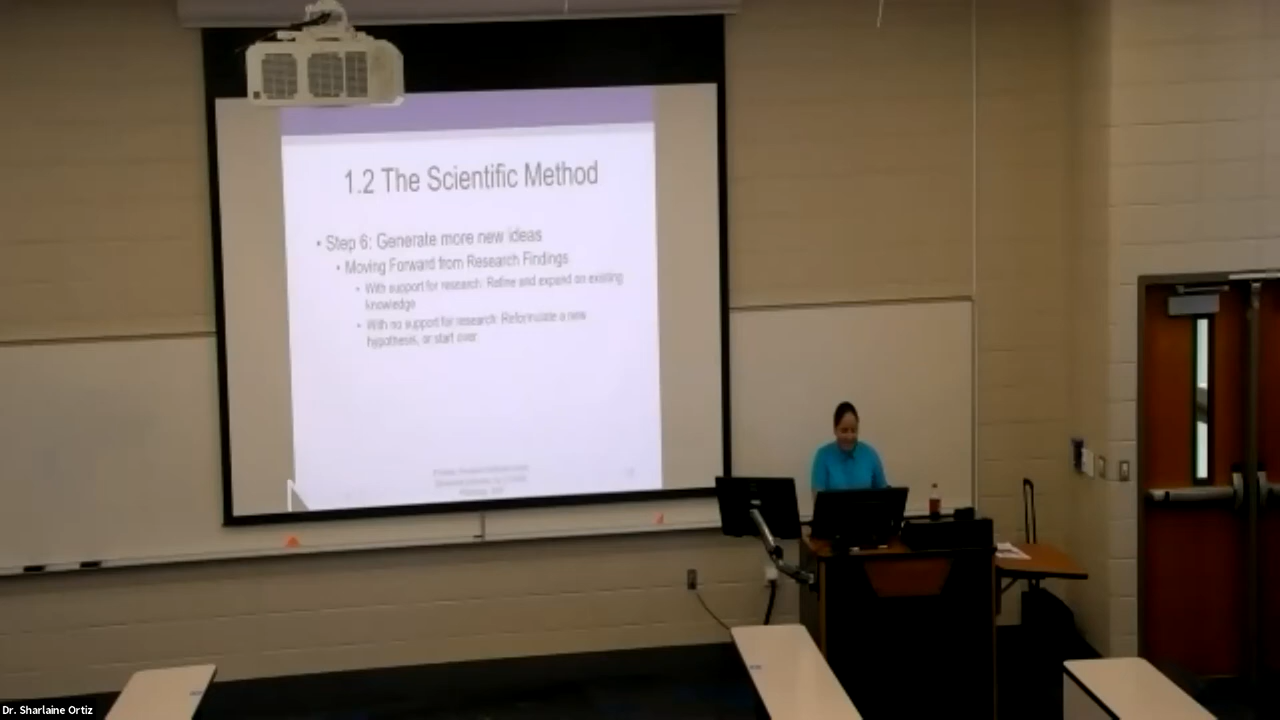 1.2 The Scientific Method
• Step 6: Generate more new ideas
• Moving Forward from Research Findings
• With support for research: Refine and expand on existing
knowledge
• With no support for research: Reformulate a new
hypothesis, or start over.
Dr. Sharlaine Ortiz